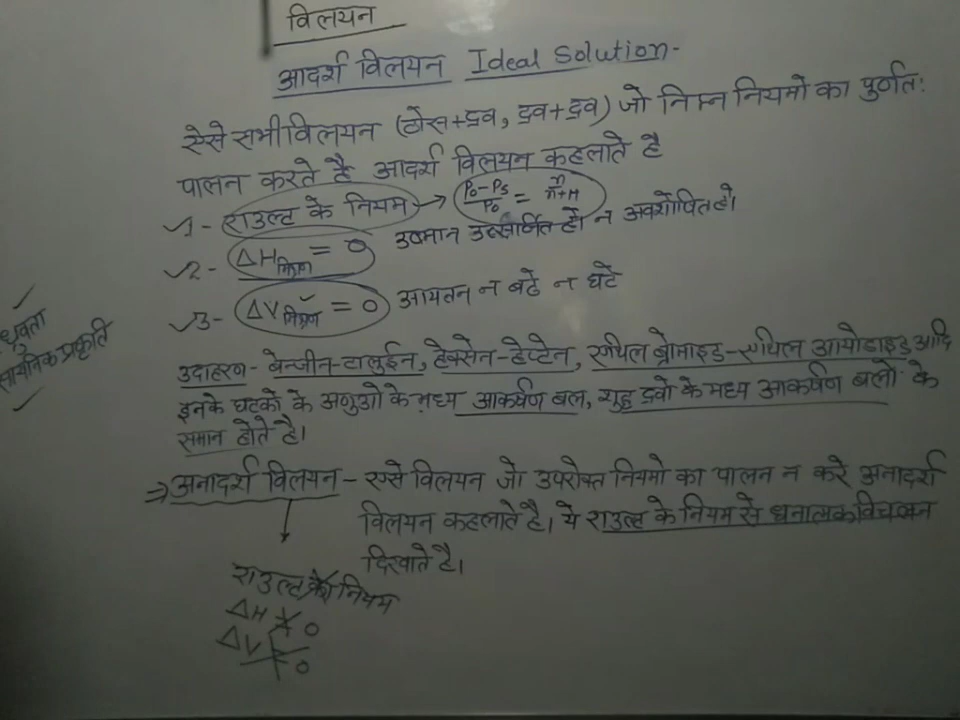 विलयन
आदर्श विलयन Ideal Solution-
ऐसे सभी विलयन (ठोस+द्रव, द्रव+द्रव) जो निम्न नियमो का पुर्णतः
पालन करते है आदर्श विलयन कहलाते है
1- राउल्ट के नियम → P₀-Ps/P₀ = n/n+N
2- ΔH मिश्रण = 0 उष्मान उत्सर्जित हो न अवशोषित हो।
3- ΔV मिश्रण = 0 आयतन न बढे न घटे
ध्रुवता
प्रकृति
उदाहरण- बेन्जीन-टालुईन, हेक्सेन-हेप्टेन, एथिल ब्रोमाइड-एथिल आयोडाइड आदि
इनके घटको के अणुओ के मध्य आकर्षण बल, शुद्ध द्रवो के मध्य आकर्षण बलो के
समान होते है।
⇒ अनादर्श विलयन- एसे विलयन जो उपरोक्त नियमो का पालन न करे अनादर्श
विलयन कहलाते है। ये राउल्ट के नियम से धनात्मक विचलन
दिखाते है।
राउल्ट नियम
ΔH ≠ 0
ΔV ≠ 0